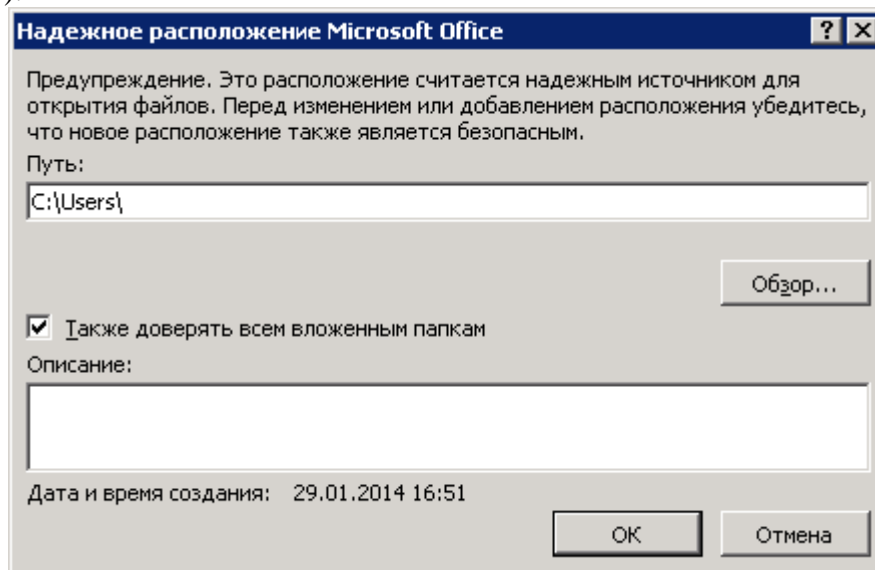 ).
Надежное расположение Microsoft Office
Предупреждение. Это расположение считается надежным источником для
открытия файлов. Перед изменением или добавлением расположения убедитесь,
что новое расположение также является безопасным.
Путь:
C:\Users\
Обзор...
Также доверять всем вложенным папкам
Описание:
Дата и время создания: 29.01.2014 16:51
ОК
Отмена